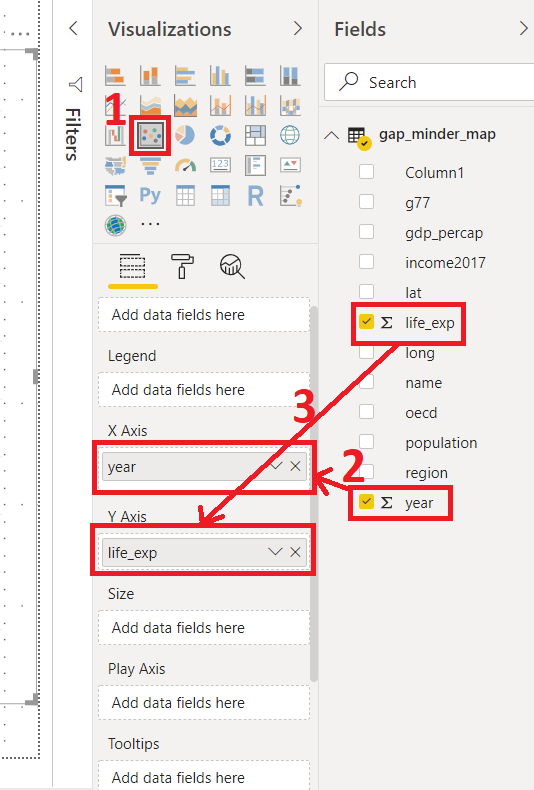 Filters
Visualizations
1
123
Py
R
...
Add data fields here
Legend
Add data fields here
X Axis
year
Y Axis
life_exp
Size
Add data fields here
Play Axis
Add data fields here
Tooltips
Add data fields here
3
2
Fields
Search
gap_minder_map
Column1
g77
gdp_percap
income2017
lat
Σ life_exp
long
name
oecd
population
region
Σ year